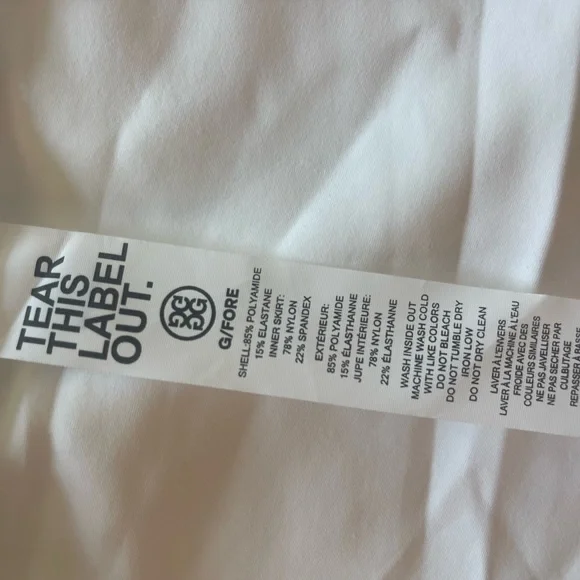 TEAR
THIS
LABEL
OUT.
G/FORE
SHELL:85% POLYAMIDE
15% ELASTANE
INNER SKIRT:
78% NYLON
22% SPANDEX
EXTÉRIEUR:
85% POLYAMIDE
15% ÉLASTHANNE
JUPE INTÉRIEURE:
78% NYLON
22% ÉLASTHANNE
WASH INSIDE OUT
MACHINE WASH COLD
WITH LIKE COLORS
DO NOT BLEACH
DO NOT TUMBLE DRY
IRON LOW
DO NOT DRY CLEAN
LAVER À L'ENVERS
LAVER À LA MACHINE À L'EAU
FROIDE AVEC DES
COULEURS SIMILAIRES
NE PAS JAVELLISER
NE PAS SECHER PAR
CULBUTAGE
REPASSER À BASSE